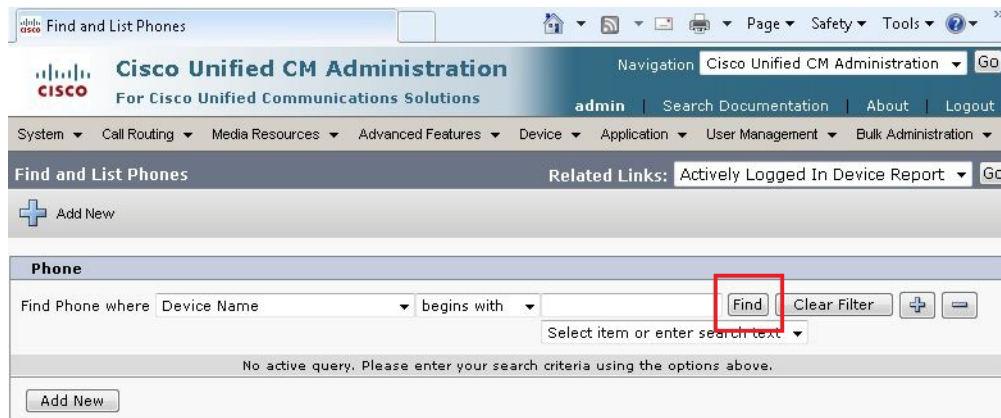 Find and List Phones
Page Safety Tools
cisco
Cisco Unified CM Administration
For Cisco Unified Communications Solutions
Navigation Cisco Unified CM Administration Go
admin | Search Documentation | About | Logout
System Call Routing Media Resources Advanced Features Device Application User Management Bulk Administration
Find and List Phones
Related Links: Actively Logged In Device Report Go
Add New
Phone
Find Phone where Device Name begins with Find Clear Filter
Select item or enter search text
No active query. Please enter your search criteria using the options above.
Add New